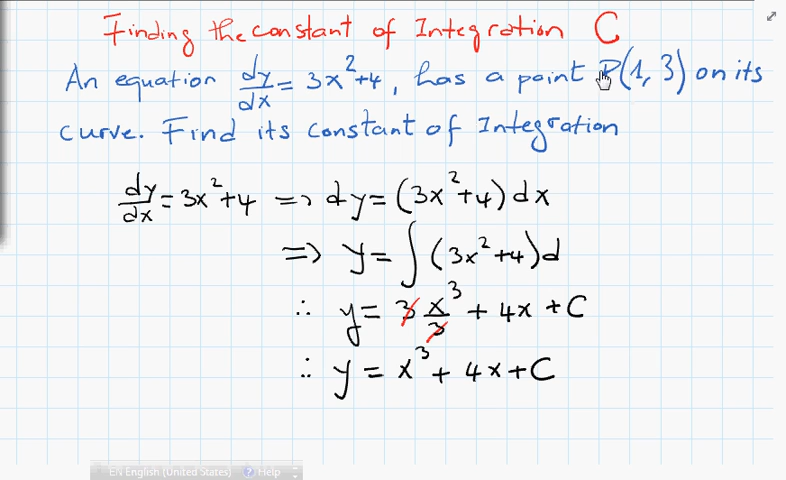 Finding the constant of Integration C
An equation dy/dx = 3x²+4, has a point P(1, 3) on its
curve. Find its constant of Integration
dy/dx = 3x²+4 => dy = (3x²+4) dx
=> y = ∫(3x²+4)d
∴ y = 3 x³/3 + 4x + C
∴ y = x³ + 4x + C
EN English (United States) ? Help